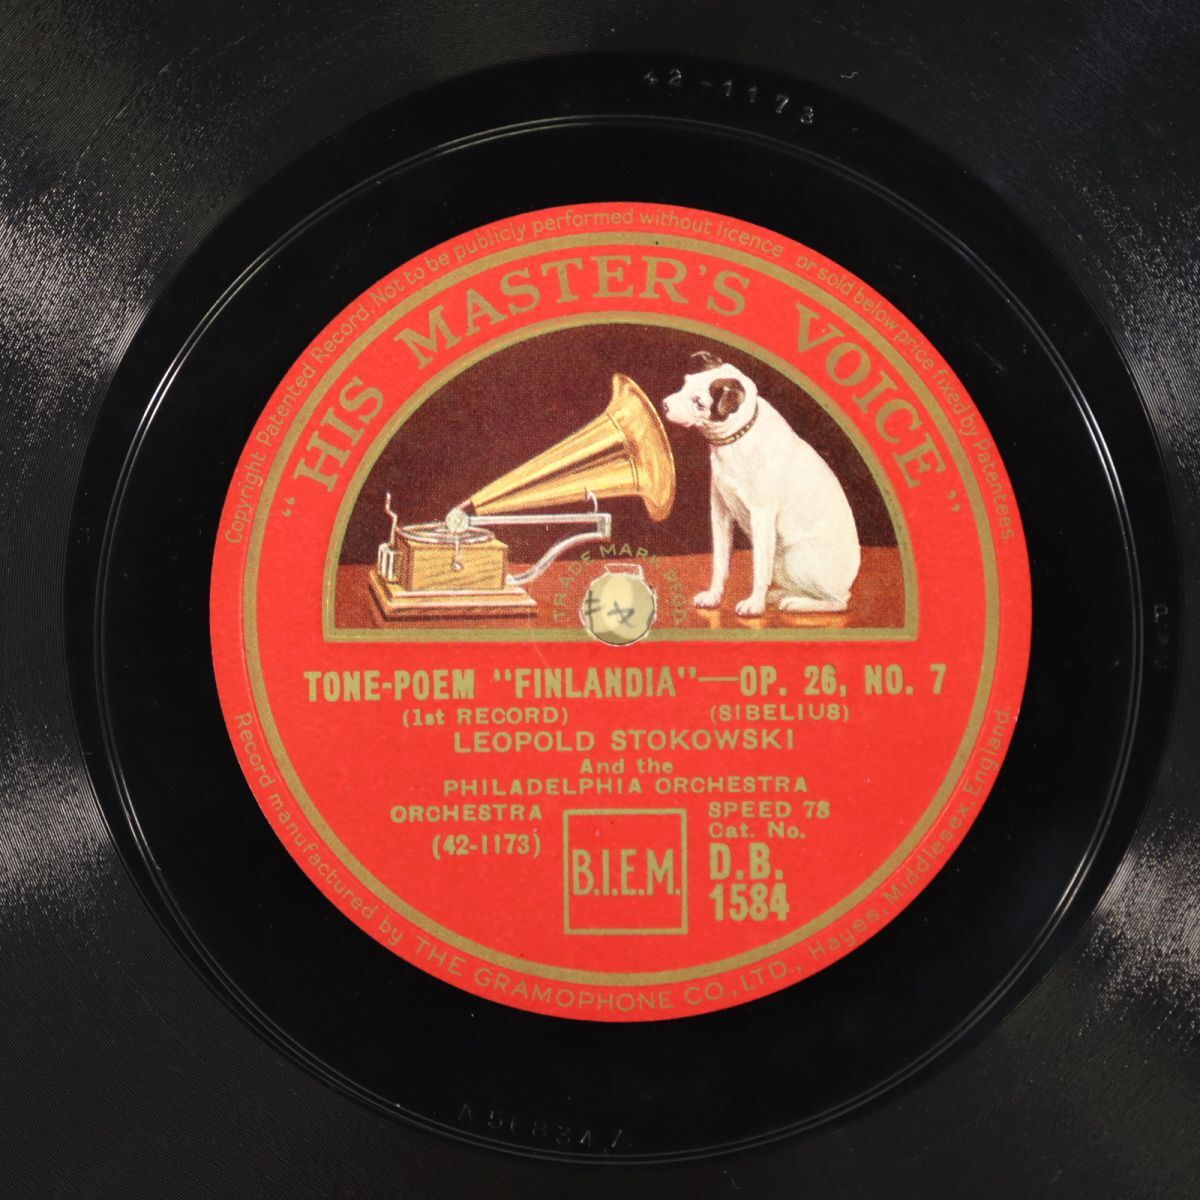 42-1173
Copyright Patented Record. Not to be publicly performed without licence or sold below price fixed by Patentees.
"HIS MASTER'S VOICE"
TRADE MARK REGD
TONE-POEM "FINLANDIA"—OP. 26, NO. 7
(1st RECORD) (SIBELIUS)
LEOPOLD STOKOWSKI
And the
PHILADELPHIA ORCHESTRA
ORCHESTRA SPEED 78
(42-1173) Cat. No.
B.I.E.M. D.B.
1584
Record manufactured by THE GRAMOPHONE CO., LTD., Hayes, Middlesex, England.